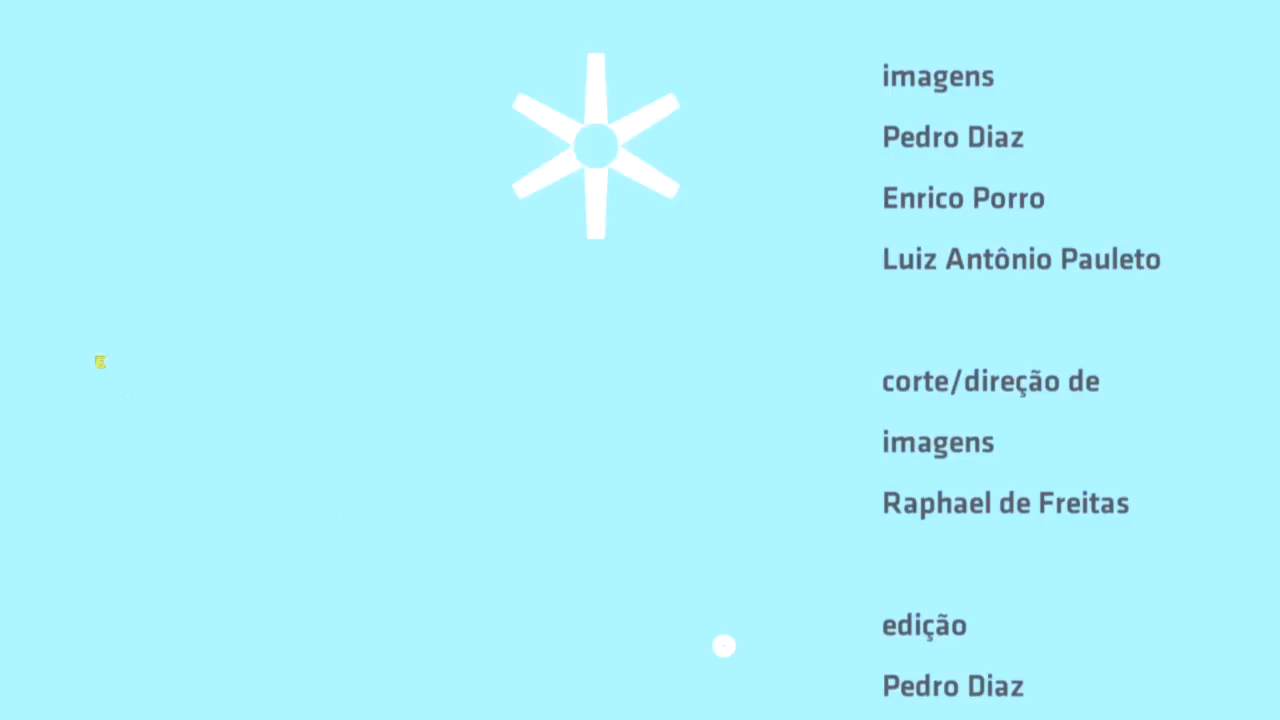 imagens
Pedro Diaz
Enrico Porro
Luiz Antônio Pauleto
corte/direção de
imagens
Raphael de Freitas
edição
Pedro Diaz